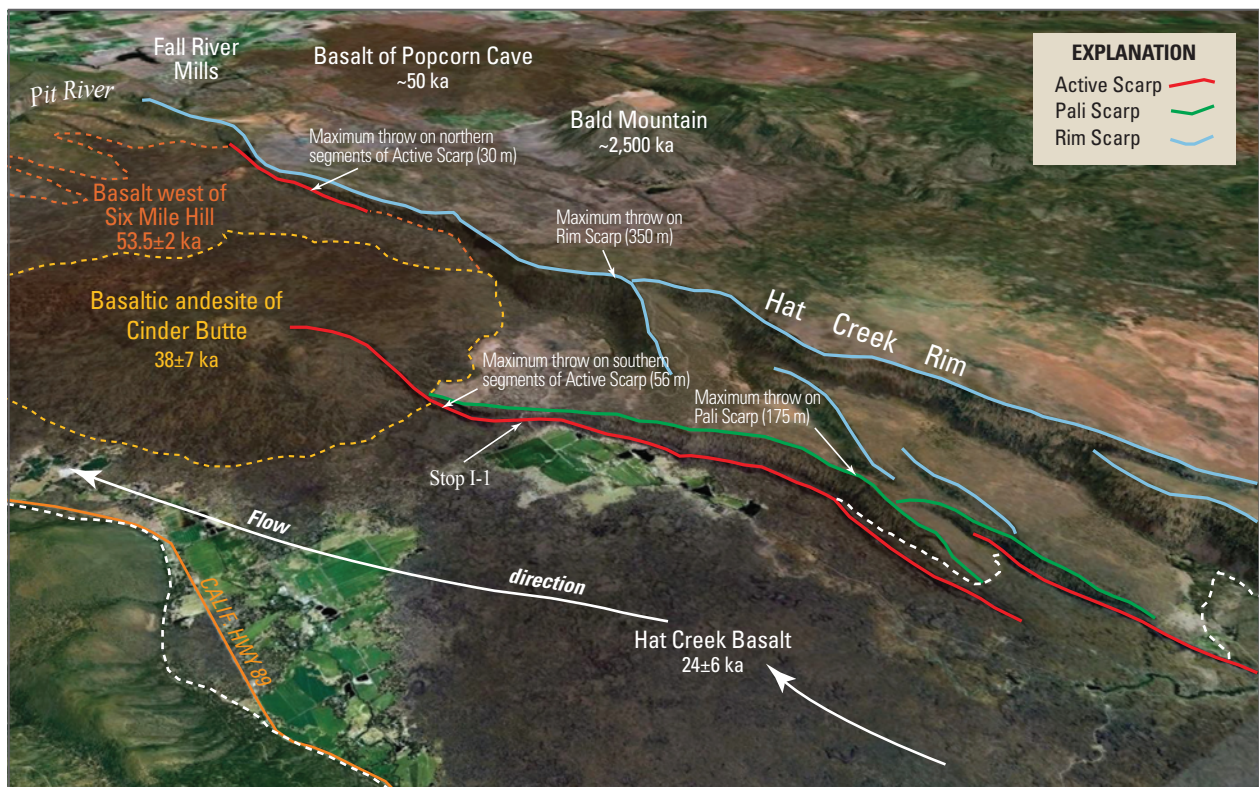 Fall River
Mills
Pit River
Basalt of Popcorn Cave
~50 ka
EXPLANATION
Active Scarp
Pali Scarp
Rim Scarp
Maximum throw on northern
segments of Active Scarp (30 m)
Bald Mountain
~2,500 ka
Basalt west of
Six Mile Hill
53.5±2 ka
Maximum throw on
Rim Scarp (350 m)
Hat Creek Rim
Basaltic andesite of
Cinder Butte
38±7 ka
Maximum throw on southern
segments of Active Scarp (56 m)
Maximum throw on
Pali Scarp (175 m)
Stop I-1
Flow direction
CALIF HWY 89
Hat Creek Basalt
24±6 ka